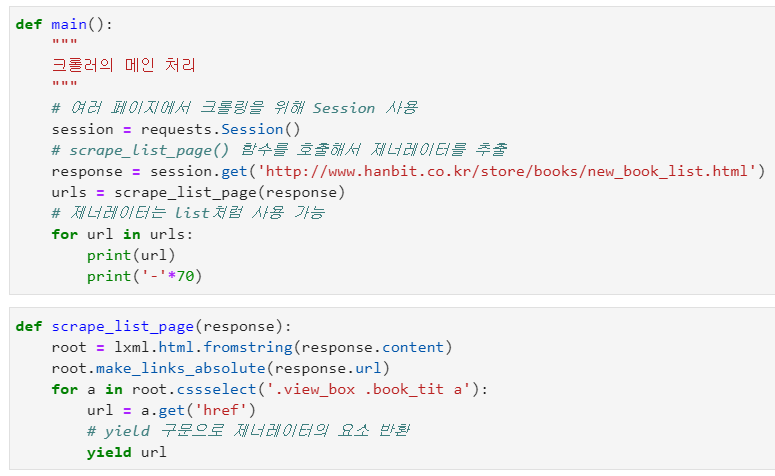 def main():
    """
    크롤러의 메인 처리
    """
    # 여러 페이지에서 크롤링을 위해 Session 사용
    session = requests.Session()
    # scrape_list_page() 함수를 호출해서 제너레이터를 추출
    response = session.get('http://www.hanbit.co.kr/store/books/new_book_list.html')
    urls = scrape_list_page(response)
    # 제너레이터는 list처럼 사용 가능
    for url in urls:
        print(url)
        print('-'*70)
def scrape_list_page(response):
    root = lxml.html.fromstring(response.content)
    root.make_links_absolute(response.url)
    for a in root.cssselect('.view_box .book_tit a'):
        url = a.get('href')
        # yield 구문으로 제너레이터의 요소 반환
        yield url